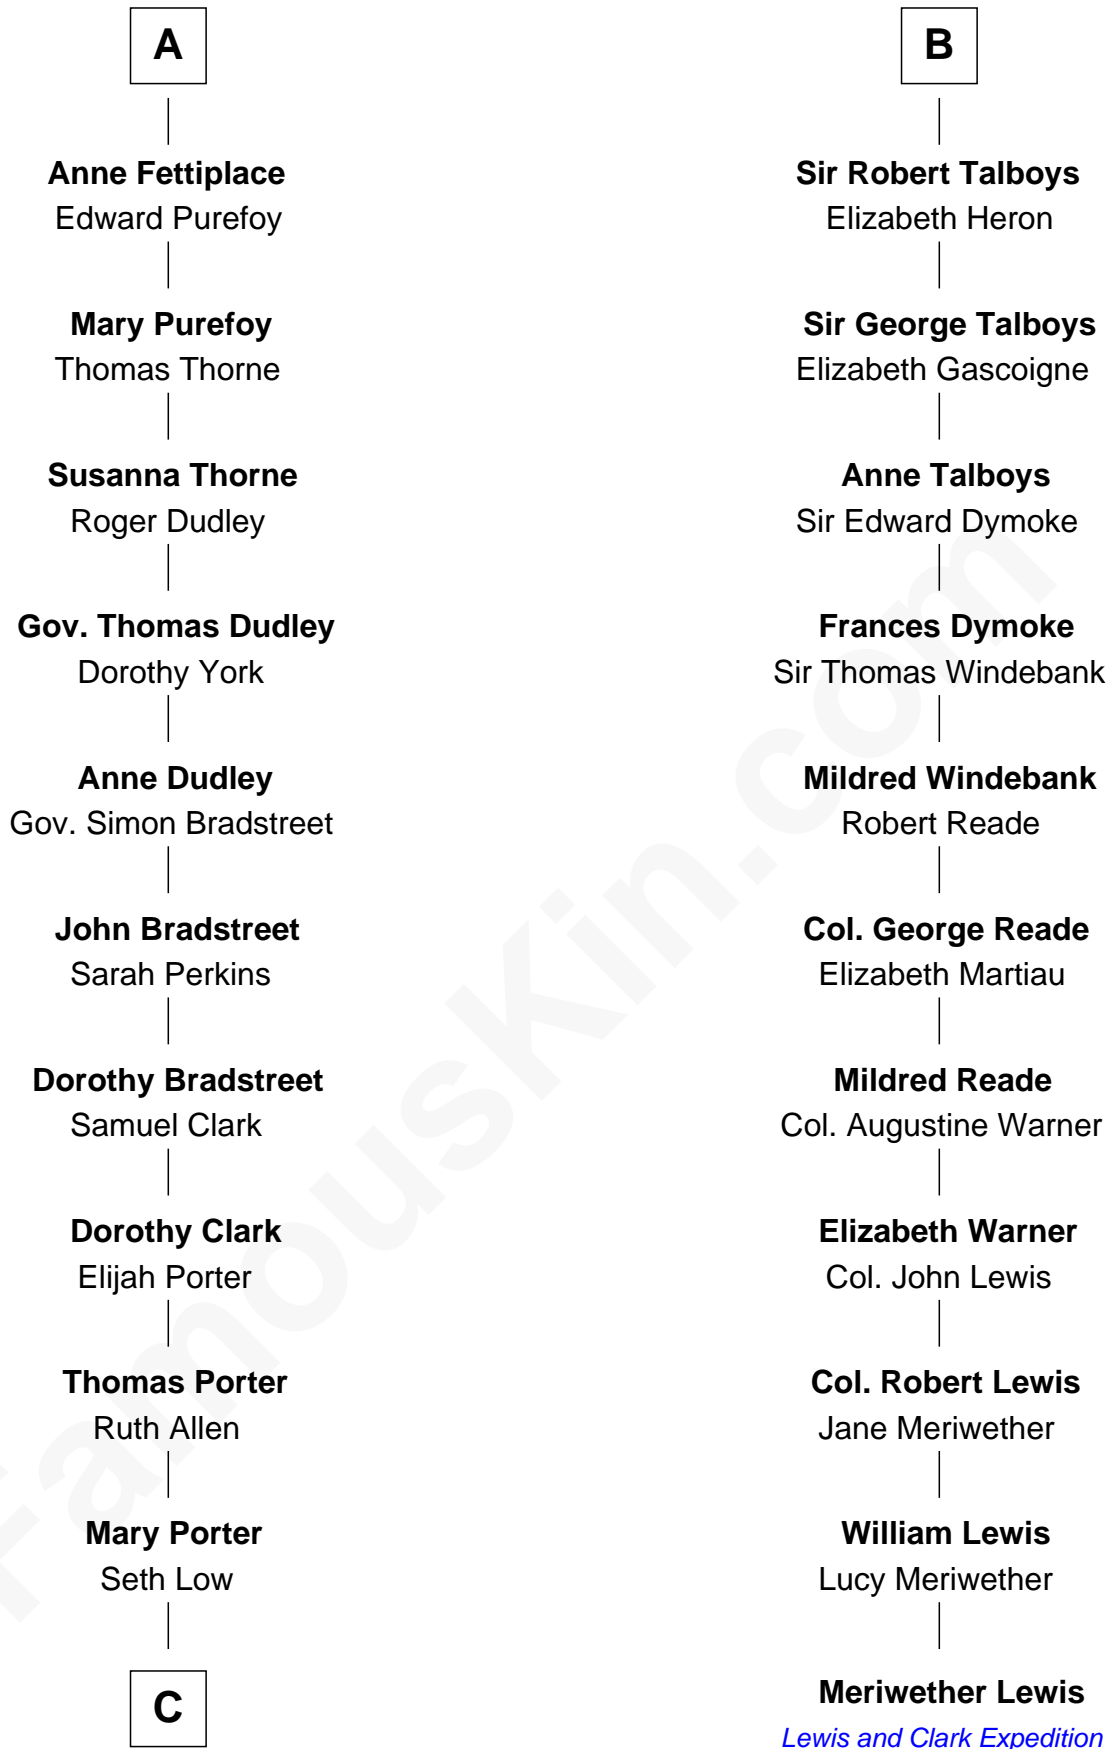 A
Anne Fettiplace
Edward Purefoy
Mary Purefoy
Thomas Thorne
Susanna Thorne
Roger Dudley
Gov. Thomas Dudley
Dorothy York
Anne Dudley
Gov. Simon Bradstreet
John Bradstreet
Sarah Perkins
Dorothy Bradstreet
Samuel Clark
Dorothy Clark
Elijah Porter
Thomas Porter
Ruth Allen
Mary Porter
Seth Low
C
B
Sir Robert Talboys
Elizabeth Heron
Sir George Talboys
Elizabeth Gascoigne
Anne Talboys
Sir Edward Dymoke
Frances Dymoke
Sir Thomas Windebank
Mildred Windebank
Robert Reade
Col. George Reade
Elizabeth Martiau
Mildred Reade
Col. Augustine Warner
Elizabeth Warner
Col. John Lewis
Col. Robert Lewis
Jane Meriwether
William Lewis
Lucy Meriwether
Meriwether Lewis
Lewis and Clark Expedition
FamousKin.com